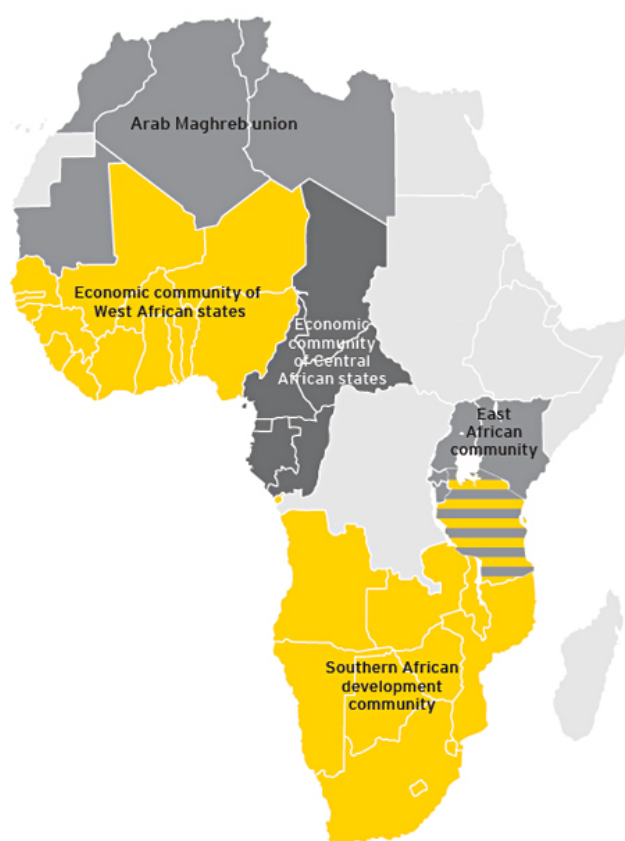 Arab Maghreb union
Economic community of
West African states
Economic
community
of Central
African states
East
African
community
Southern African
development
community